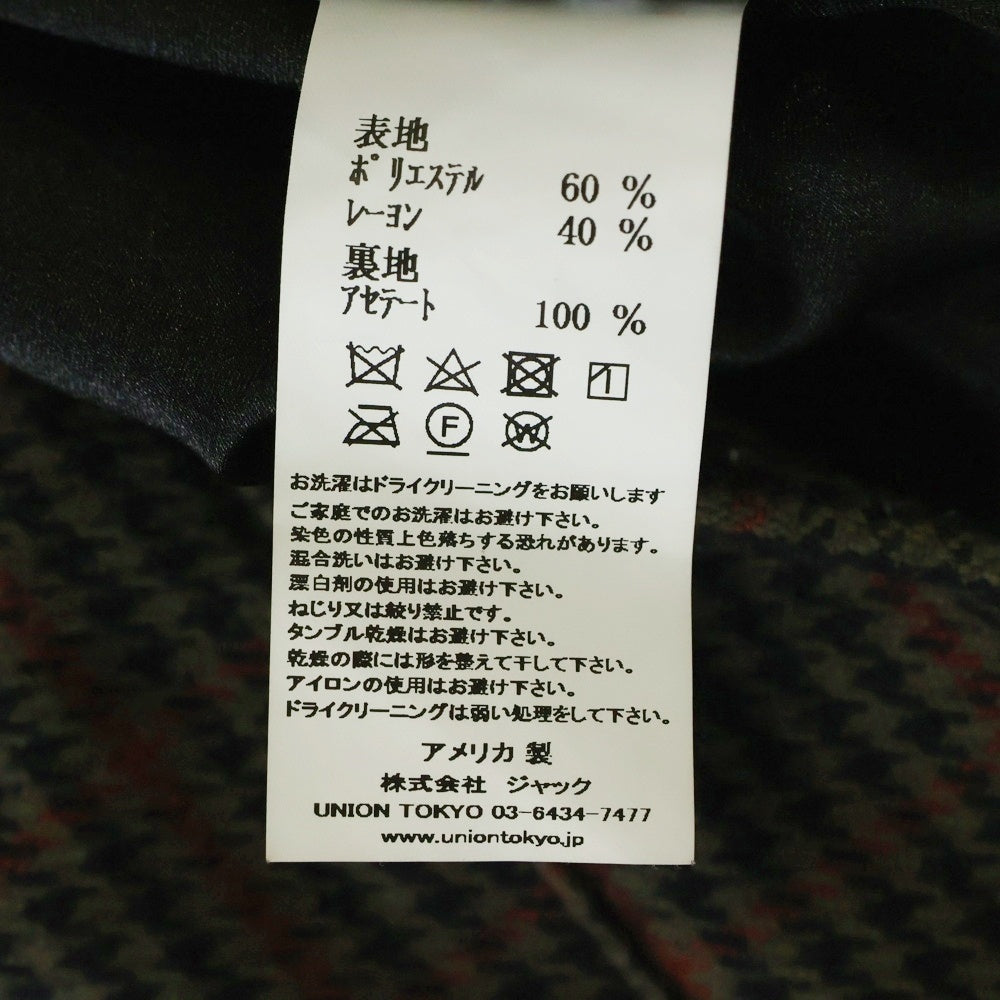 表地
ポリエステル 60 %
レーヨン 40 %
裏地
アセテート 100 %
F W
お洗濯はドライクリーニングをお願いします
ご家庭でのお洗濯はお避け下さい。
染色の性質上色落ちする恐れがあります。
混合洗いはお避け下さい。
漂白剤の使用はお避け下さい。
ねじり又は絞り禁止です。
タンブル乾燥はお避け下さい。
乾燥の際には形を整えて干して下さい。
アイロンの使用はお避け下さい。
ドライクリーニングは弱い処理をして下さい。
アメリカ 製
株式会社 ジャック
UNION TOKYO 03-6434-7477
www.uniontokyo.jp